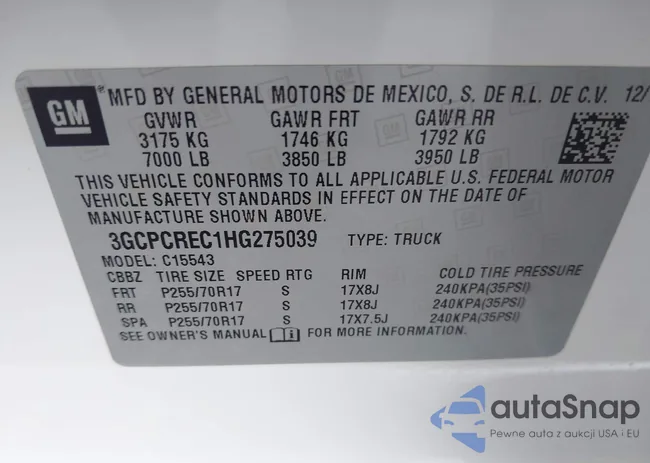 GM
MFD BY GENERAL MOTORS DE MEXICO, S. DE R.L. DE C.V. 12/
GVWR GAWR FRT GAWR RR
3175 KG 1746 KG 1792 KG
7000 LB 3850 LB 3950 LB
THIS VEHICLE CONFORMS TO ALL APPLICABLE U.S. FEDERAL MOTOR
VEHICLE SAFETY STANDARDS IN EFFECT ON THE DATE OF
MANUFACTURE SHOWN ABOVE.
3GCPCREC1HG275039 TYPE: TRUCK
MODEL: C15543
CBBZ TIRE SIZE SPEED RTG RIM COLD TIRE PRESSURE
FRT P255/70R17 S 17X8J 240KPA(35PSI)
RR P255/70R17 S 17X8J 240KPA(35PSI)
SPA P255/70R17 S 17X7.5J 240KPA(35PSI)
SEE OWNER'S MANUAL FOR MORE INFORMATION.
autaSnap
Pewne auta z aukcji USA i EU